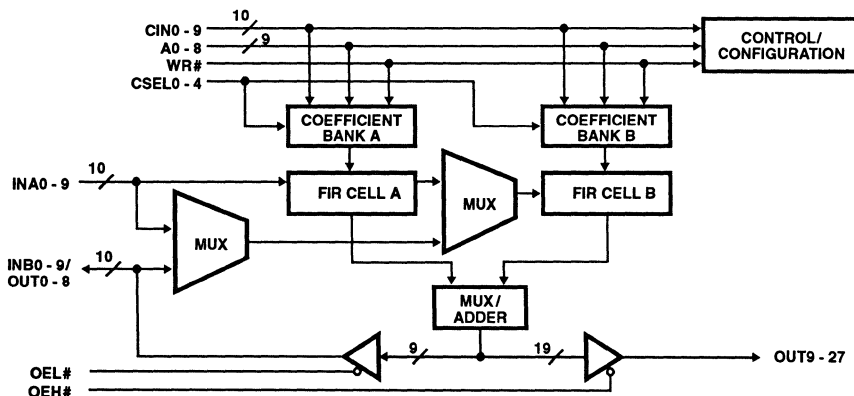 CIN0 - 9
10
A0 - 8
9
WR#
CSEL0 - 4
CONTROL/
CONFIGURATION
COEFFICIENT
BANK A
COEFFICIENT
BANK B
INA0 - 9
10
FIR CELL A
MUX
FIR CELL B
MUX
INB0 - 9/
OUT0 - 8
10
MUX/
ADDER
9
19
OUT9 - 27
OEL#
OEH#